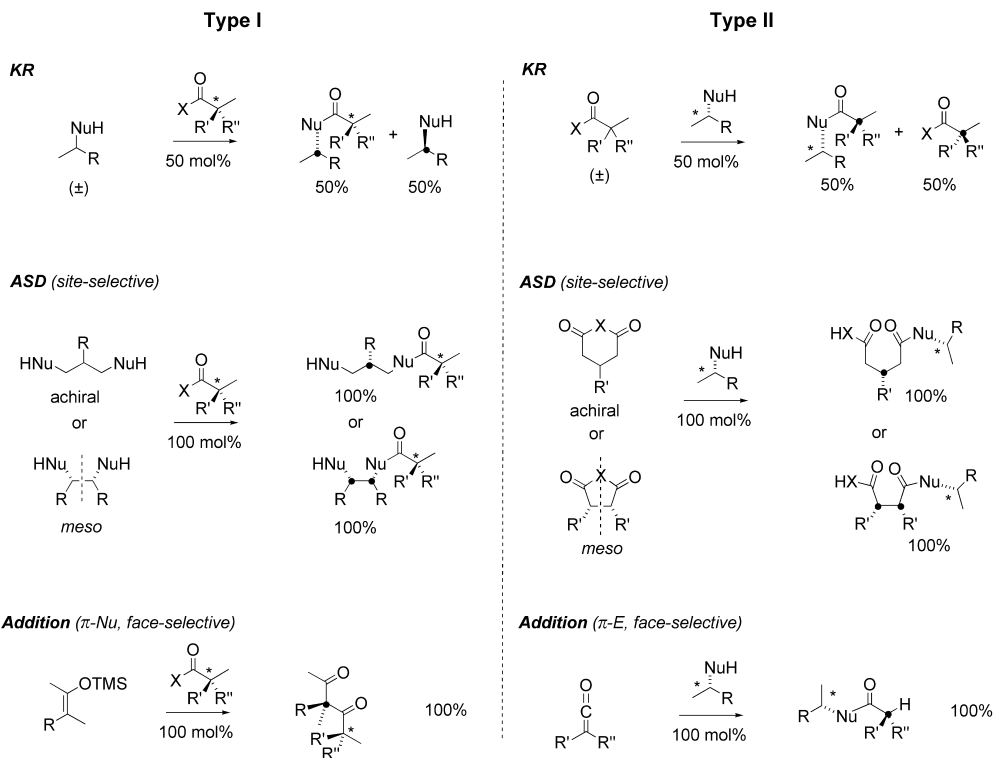 Type I
KR
NuH
R
(±)
O
X
*
R' R"
50 mol%
O
Nu
*
R' R"
R
50%
+
NuH
R
50%
ASD (site-selective)
R
HNu NuH
achiral
or
HNu NuH
R R
meso
O
X
*
R' R"
100 mol%
R O
HNu Nu
*
R' R"
100%
or
O
HNu Nu
*
R' R"
R R
100%
Addition (π-Nu, face-selective)
OTMS
R
O
X
*
R' R"
100 mol%
O
O
R
R'
*
R"
100%
Type II
KR
O
X
R' R"
(±)
NuH
*
R
50 mol%
O
Nu
R' R"
*
R
50%
+
O
X
R' R"
50%
ASD (site-selective)
O X O
R'
achiral
or
O X O
R' R'
meso
NuH
*
R
100 mol%
HX O O Nu R
*
R'
100%
or
O O
HX Nu R
*
R' R'
100%
Addition (π-E, face-selective)
O
C
R' R"
NuH
*
R
100 mol%
*
O
R Nu H
R' R"
100%